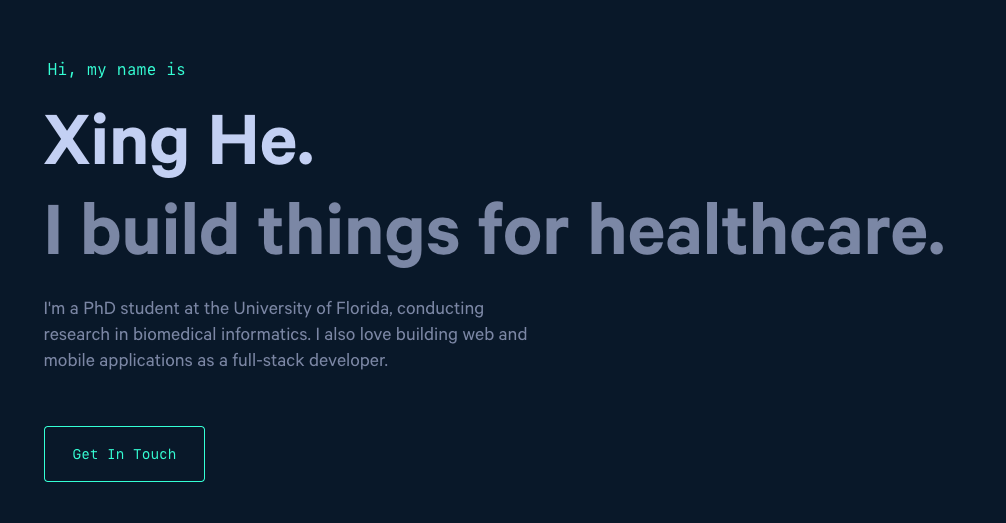 Hi, my name is
Xing He.
I build things for healthcare.
I'm a PhD student at the University of Florida, conducting
research in biomedical informatics. I also love building web and
mobile applications as a full-stack developer.
Get In Touch